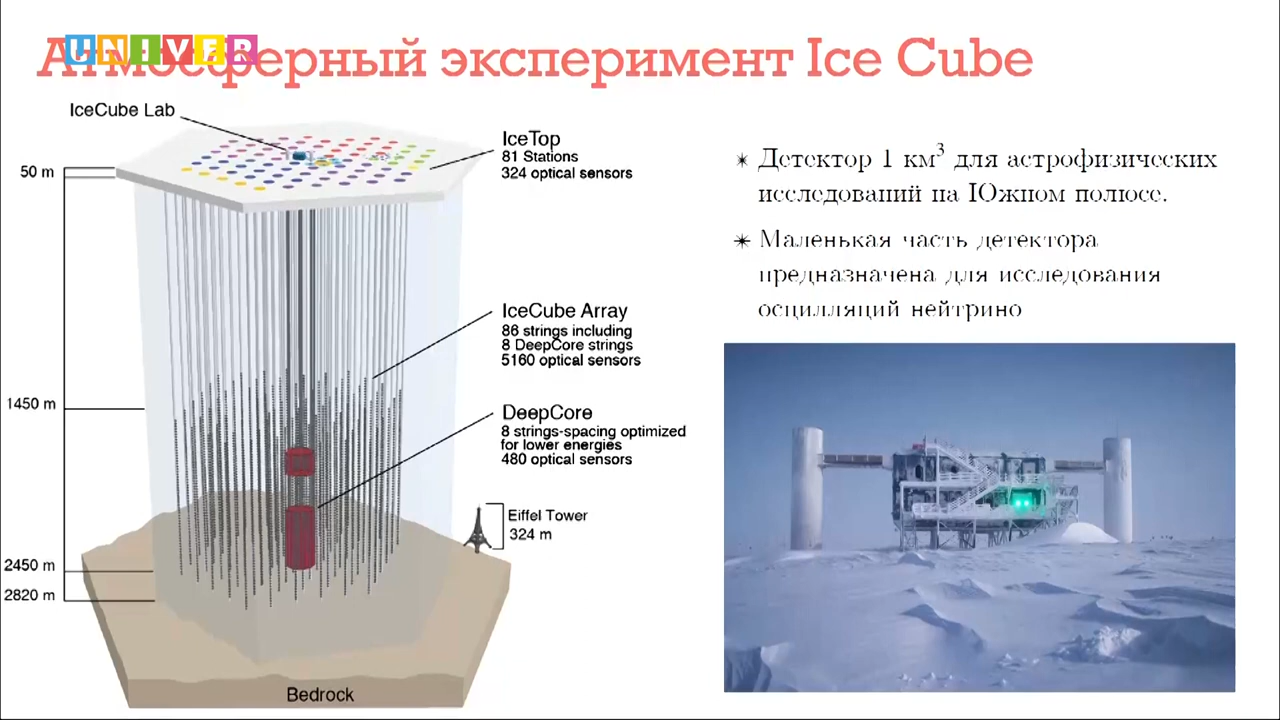 UNIVER
Атмосферный эксперимент Ice Cube
IceCube Lab
IceTop
81 Stations
324 optical sensors
50 m
IceCube Array
86 strings including
8 DeepCore strings
5160 optical sensors
1450 m
DeepCore
8 strings-spacing optimized
for lower energies
480 optical sensors
Eiffel Tower
324 m
2450 m
2820 m
Bedrock
✴ Детектор 1 км³ для астрофизических
исследований на Южном полюсе.
✴ Маленькая часть детектора
предназначена для исследования
осцилляций нейтрино